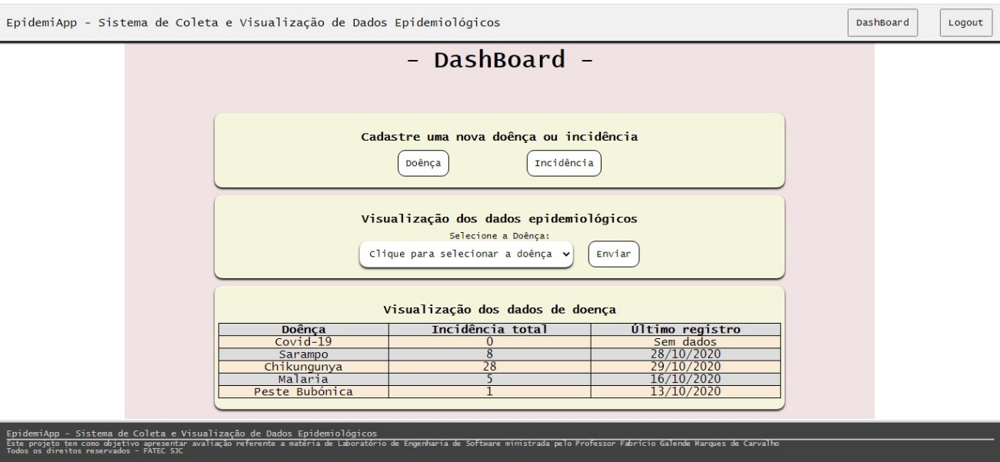 EpidemiApp - Sistema de Coleta e Visualização de Dados Epidemiológicos
DashBoard
Logout
- DashBoard -
Cadastre uma nova doênça ou incidência
Doênça
Incidência
Visualização dos dados epidemiológicos
Selecione a Doênça:
Clique para selecionar a doênça
Enviar
Visualização dos dados de doença
Doênça Incidência total Último registro
Covid-19 0 Sem dados
Sarampo 8 28/10/2020
Chikungunya 28 29/10/2020
Malaria 5 16/10/2020
Peste Bubónica 1 13/10/2020
EpidemiApp - Sistema de Coleta e Visualização de Dados Epidemiológicos
Este projeto tem como objetivo apresentar avaliação referente a matéria de Laboratório de Engenharia de Software ministrada pelo Professor Fabrício Galende Marques de Carvalho
Todos os direitos reservados - FATEC SJC